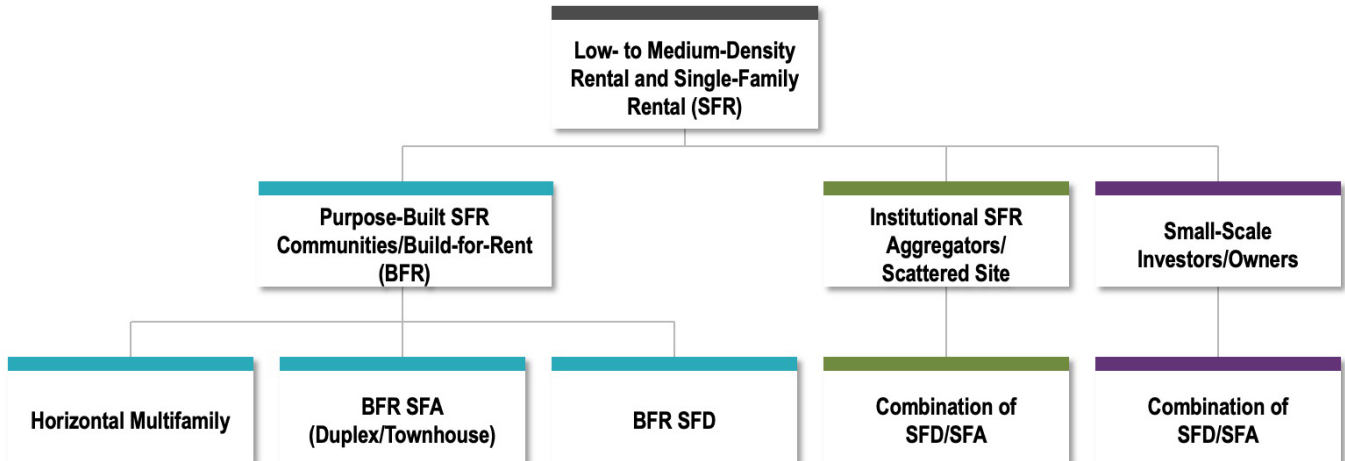 Low- to Medium-Density
Rental and Single-Family
Rental (SFR)
Purpose-Built SFR
Communities/Build-for-Rent
(BFR)
Institutional SFR
Aggregators/
Scattered Site
Small-Scale
Investors/Owners
Horizontal Multifamily
BFR SFA
(Duplex/Townhouse)
BFR SFD
Combination of
SFD/SFA
Combination of
SFD/SFA